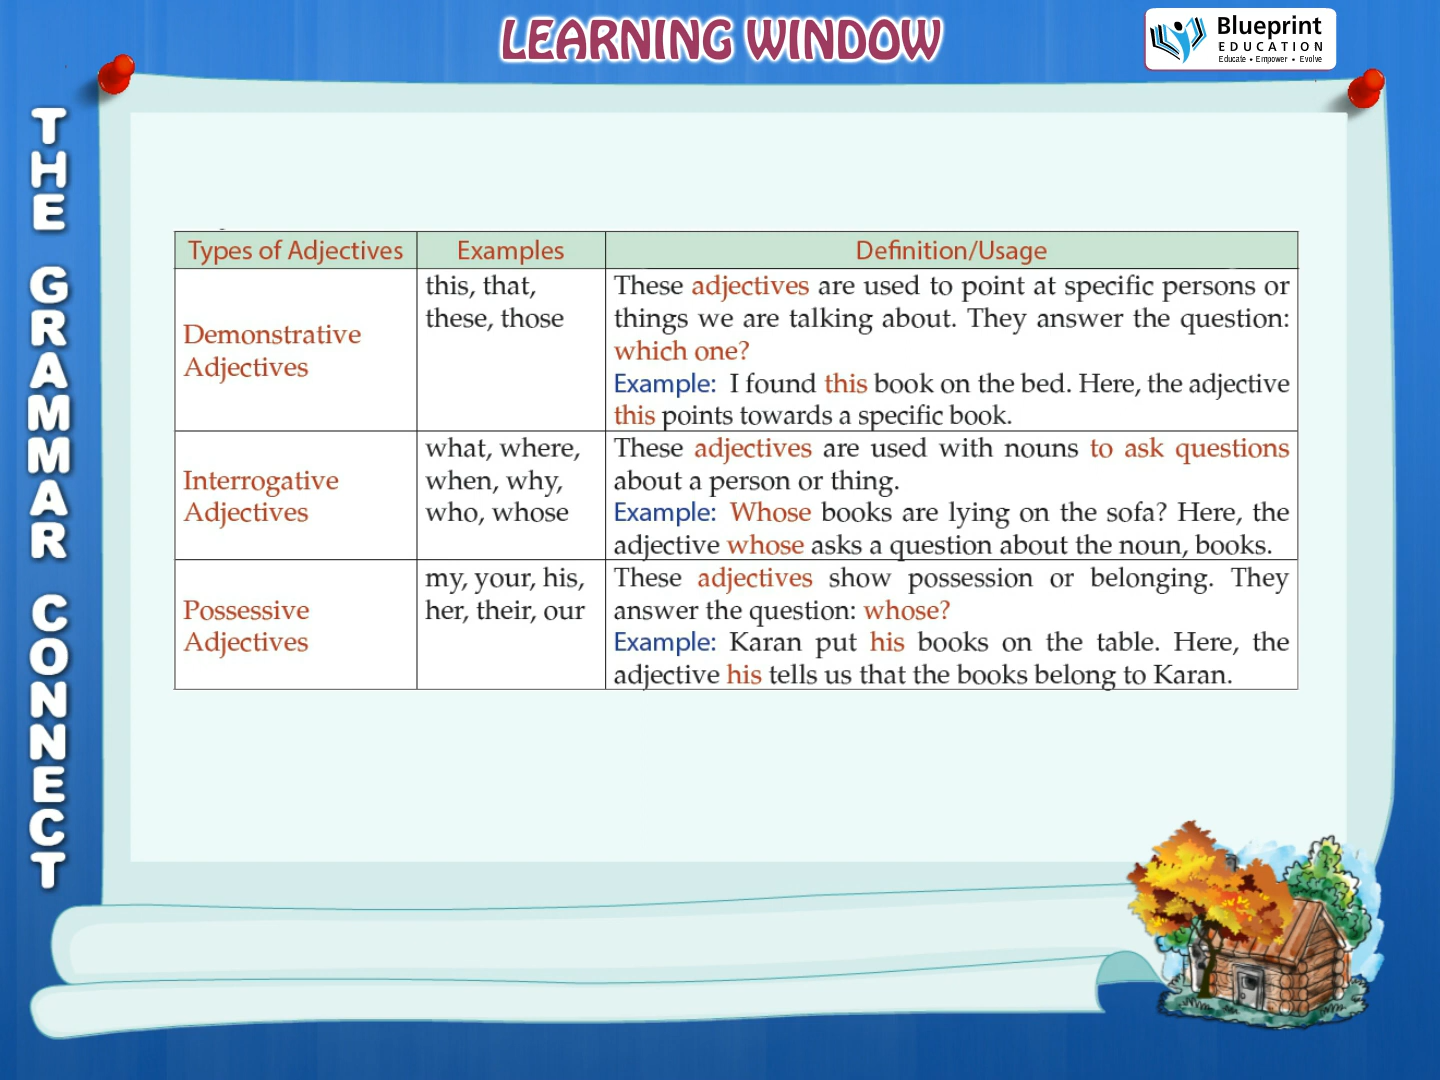 LEARNING WINDOW
Blueprint
EDUCATION
Educate • Empower • Evolve
THE GRAMMAR CONNECT
Types of Adjectives
Examples
Definition/Usage
Demonstrative
Adjectives
this, that,
these, those
These adjectives are used to point at specific persons or
things we are talking about. They answer the question:
which one?
Example: I found this book on the bed. Here, the adjective
this points towards a specific book.
Interrogative
Adjectives
what, where,
when, why,
who, whose
These adjectives are used with nouns to ask questions
about a person or thing.
Example: Whose books are lying on the sofa? Here, the
adjective whose asks a question about the noun, books.
Possessive
Adjectives
my, your, his,
her, their, our
These adjectives show possession or belonging. They
answer the question: whose?
Example: Karan put his books on the table. Here, the
adjective his tells us that the books belong to Karan.